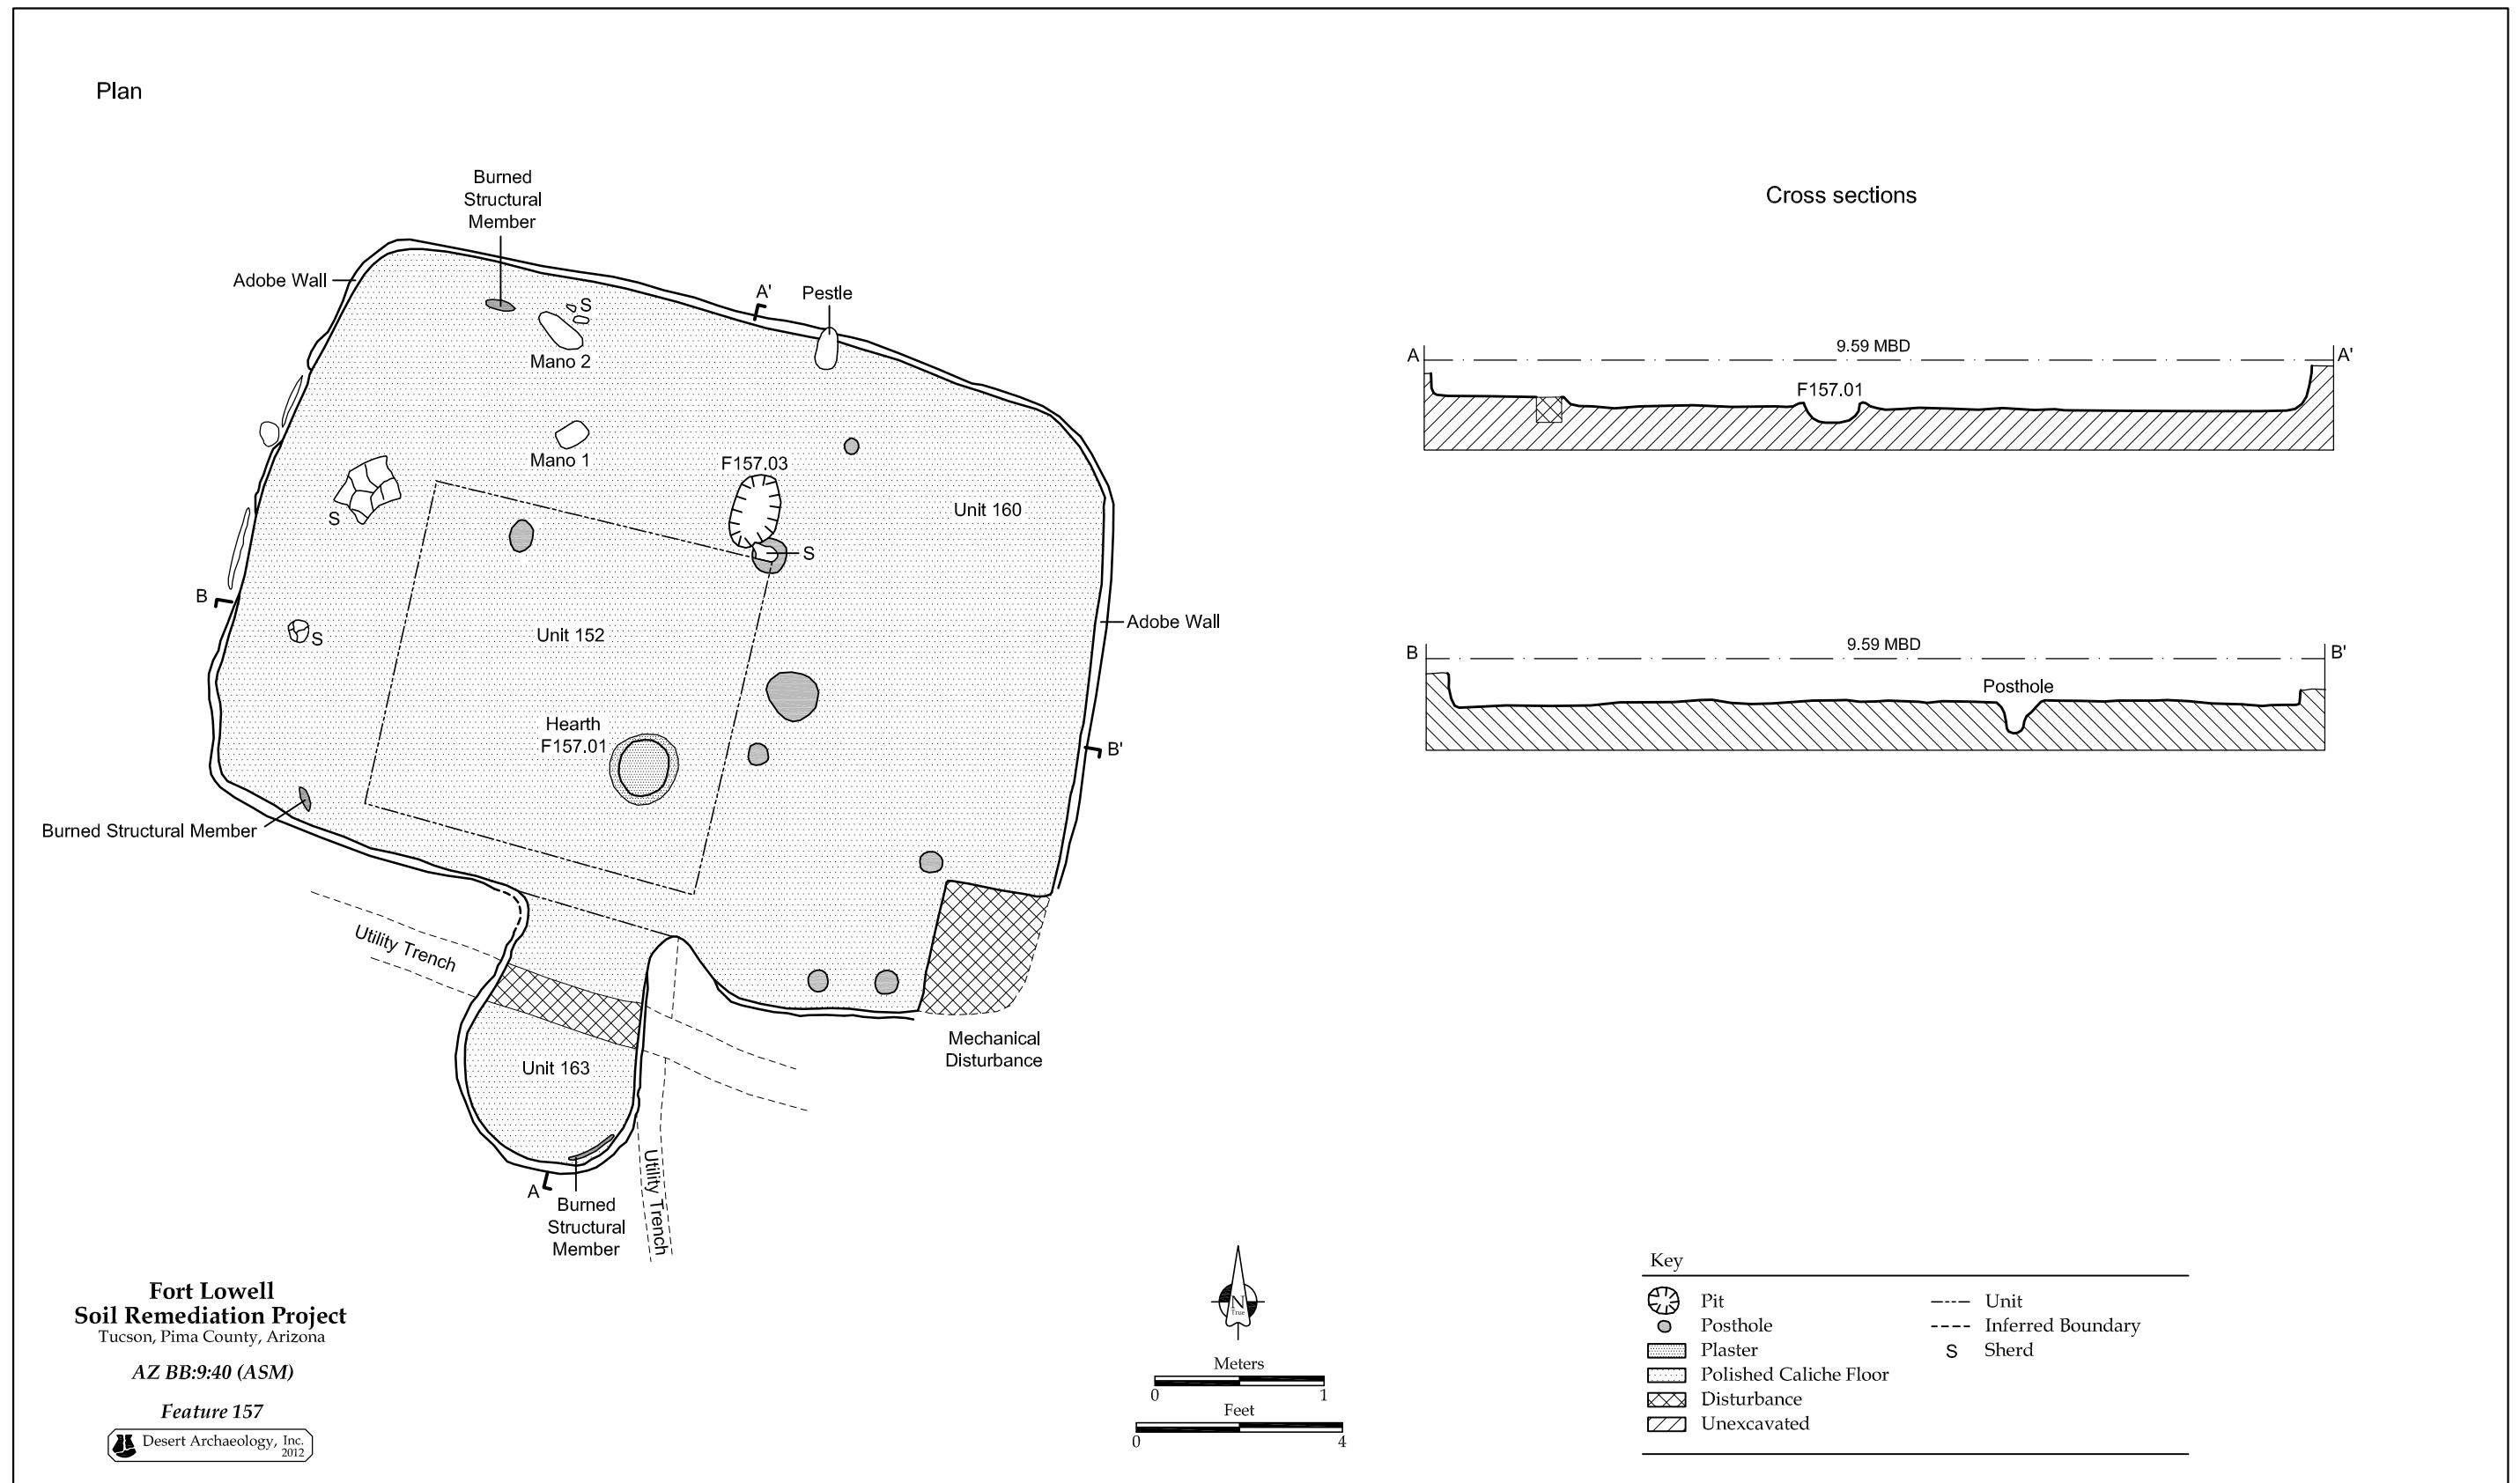 Plan
Cross sections
Burned
Structural
Member
Adobe Wall
A'
Pestle
S
Mano 2
Mano 1
F157.03
Unit 160
S
S
B
Unit 152
S
Adobe Wall
Hearth
F157.01
B'
Burned Structural Member
Utility Trench
Unit 163
Mechanical
Disturbance
A
Burned
Structural
Member
Utility Trench
A
9.59 MBD
A'
F157.01
B
9.59 MBD
B'
Posthole
Fort Lowell
Soil Remediation Project
Tucson, Pima County, Arizona
AZ BB:9:40 (ASM)
Feature 157
Desert Archaeology, Inc.
2012
N
True
Meters
0 1
Feet
0 4
Key
Pit
Posthole
Plaster
Polished Caliche Floor
Disturbance
Unexcavated
Unit
Inferred Boundary
S Sherd